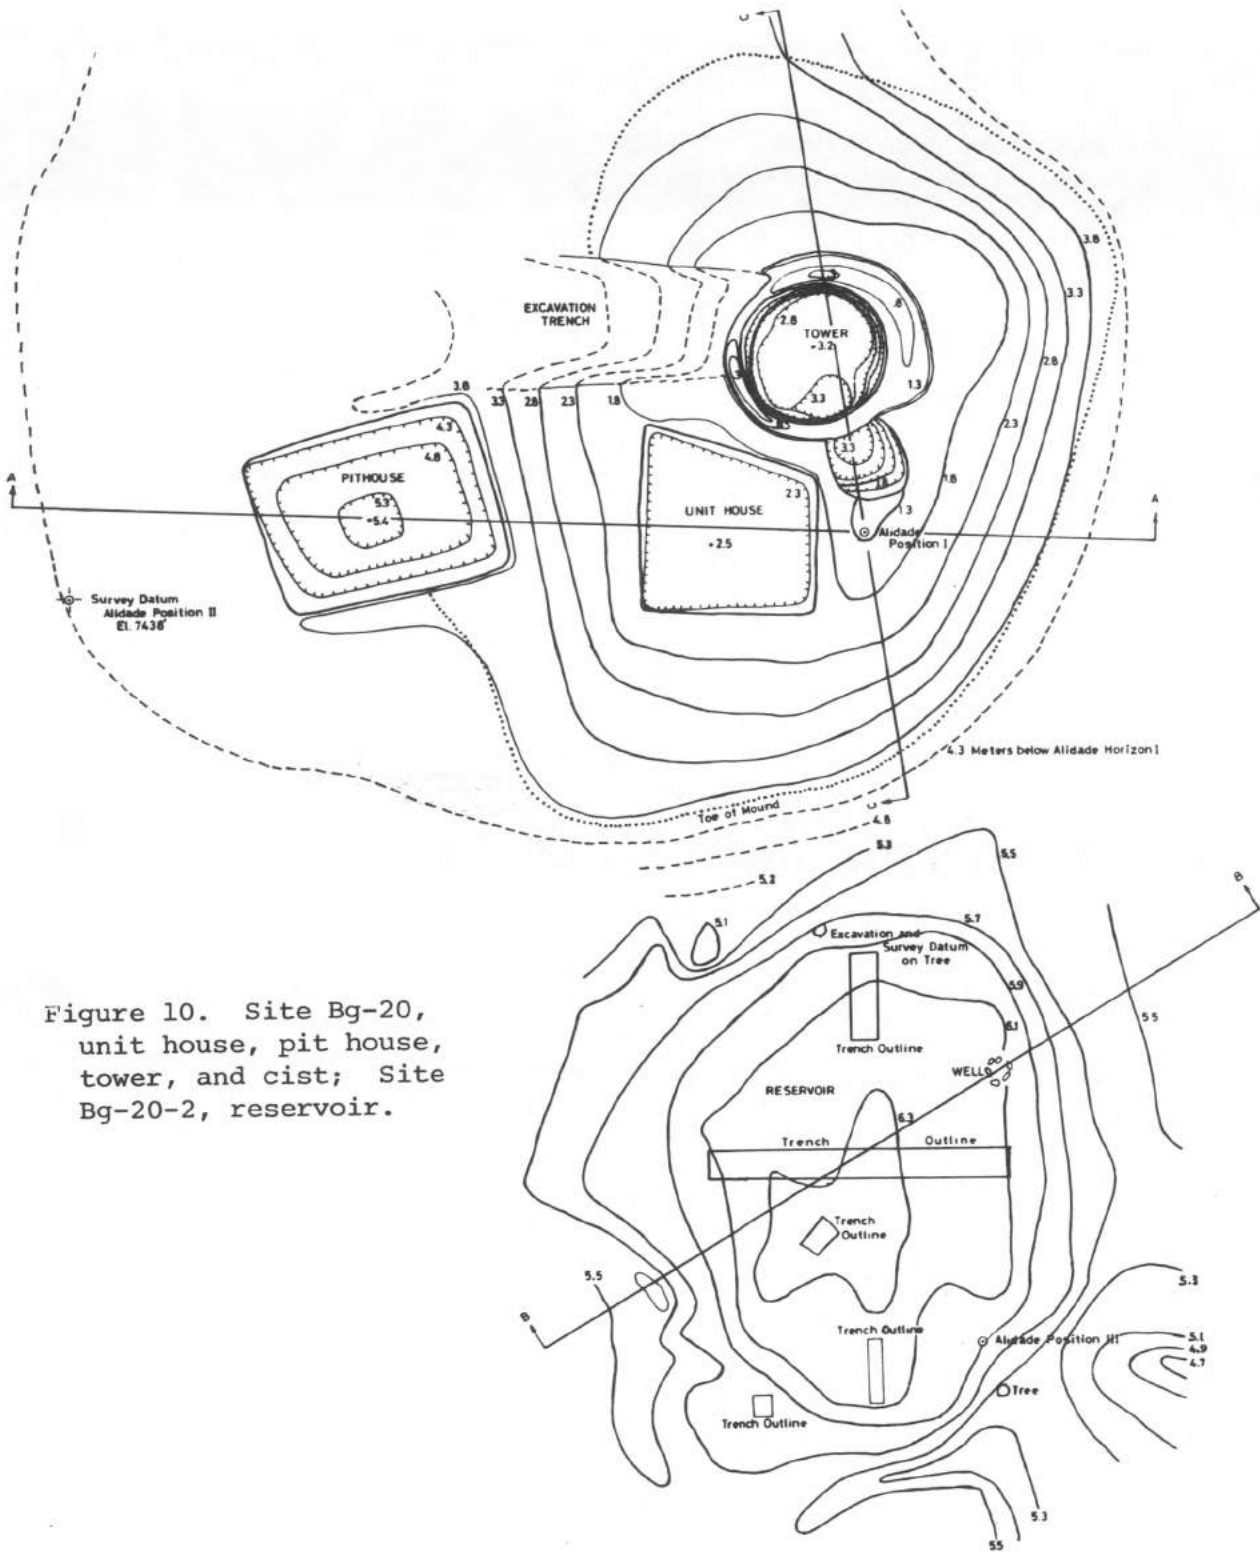 C
3.8
3.3
2.8
2.3
1.8
EXCAVATION
TRENCH
2.8
TOWER
+3.2
.8
1.3
3.3
3.3
1.8
1.3
3.8
3.3
2.8
2.3
1.8
4.3
4.8
PITHOUSE
5.3
+5.4
UNIT HOUSE
2.3
+2.5
A
A
Alidade
Position I
Survey Datum
Alidade Position II
El. 7438'
4.3 Meters below Alidade Horizon I
C
Toe of Mound
4.8
5.3
5.2
5.1
5.5
5.7
Excavation and
Survey Datum
on Tree
5.9
6.1
B
5.5
Trench Outline
WELL
RESERVOIR
6.3
Trench Outline
Trench
Outline
5.5
B
Trench Outline
Alidade Position III
5.3
5.1
4.9
4.7
Tree
Trench Outline
5.3
5.5
Figure 10. Site Bg-20,
unit house, pit house,
tower, and cist; Site
Bg-20-2, reservoir.